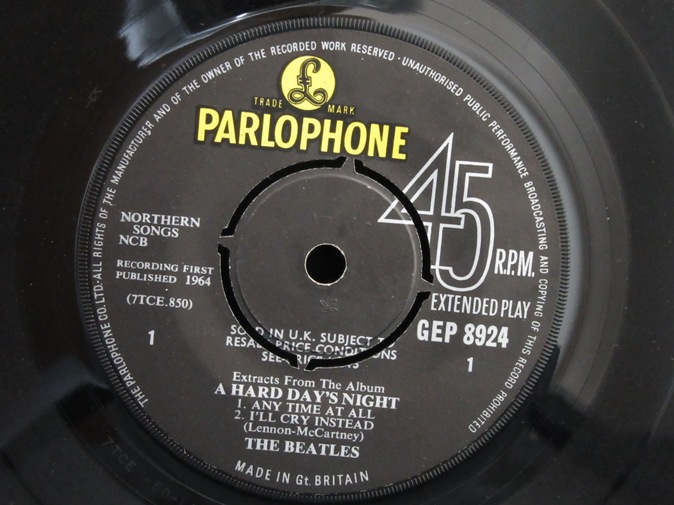 THE PARLOPHONE CO.LTD·ALL RIGHTS OF THE MANUFACTURER AND OF THE OWNER OF THE RECORDED WORK RESERVED·UNAUTHORISED PUBLIC PERFORMANCE BROADCASTING AND COPYING OF THIS RECORD PROHIBITED
£
TRADE MARK
PARLOPHONE
45
R.P.M.
EXTENDED PLAY
GEP 8924
1
NORTHERN
SONGS
NCB
RECORDING FIRST
PUBLISHED 1964
(7TCE.850)
1
SOLD IN U.K. SUBJECT
RESALE PRICE CONDITIONS
SEE
Extracts From The Album
A HARD DAY'S NIGHT
1. ANY TIME AT ALL
2. I'LL CRY INSTEAD
(Lennon-McCartney)
THE BEATLES
MADE IN Gt. BRITAIN